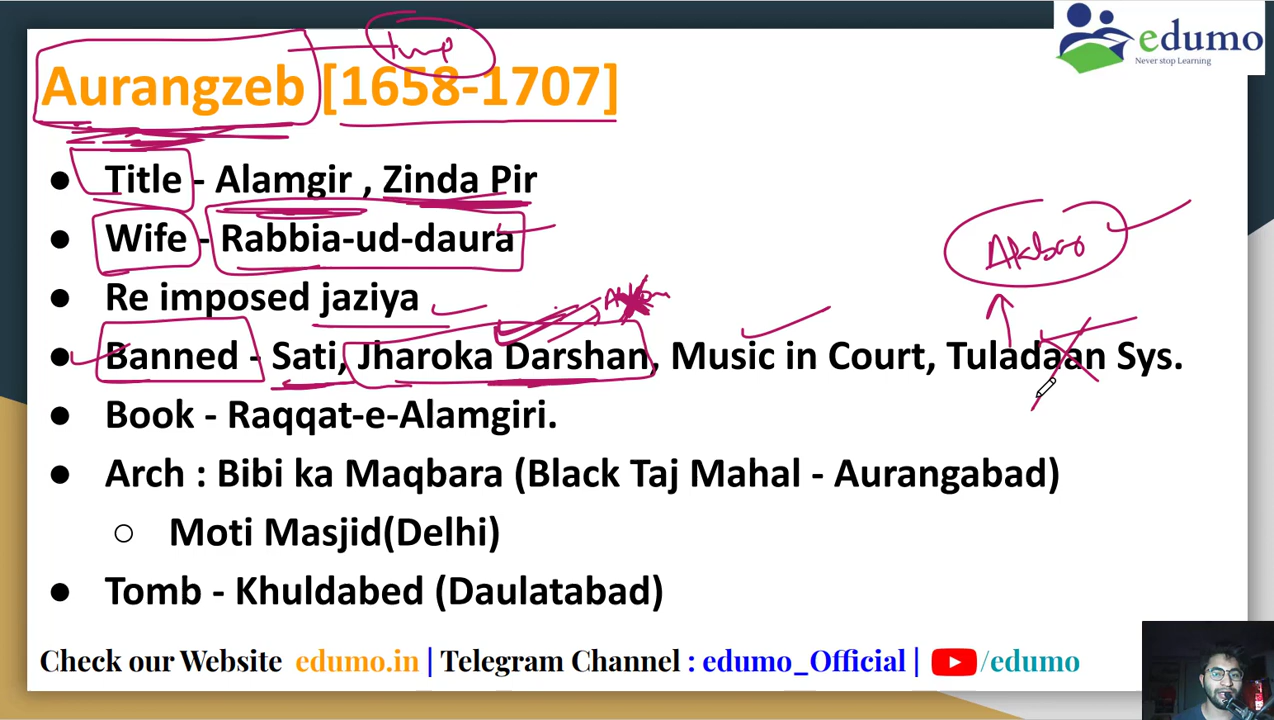 edumo
Never stop Learning
Imp
Aurangzeb [1658-1707]
● Title - Alamgir , Zinda Pir
● Wife - Rabbia-ud-daura
Akbar
● Re imposed jaziya
● Banned - Sati, Jharoka Darshan, Music in Court, Tuladaan Sys.
● Book - Raqqat-e-Alamgiri.
● Arch : Bibi ka Maqbara (Black Taj Mahal - Aurangabad)
○ Moti Masjid(Delhi)
● Tomb - Khuldabed (Daulatabad)
Check our Website edumo.in | Telegram Channel : edumo_Official | /edumo